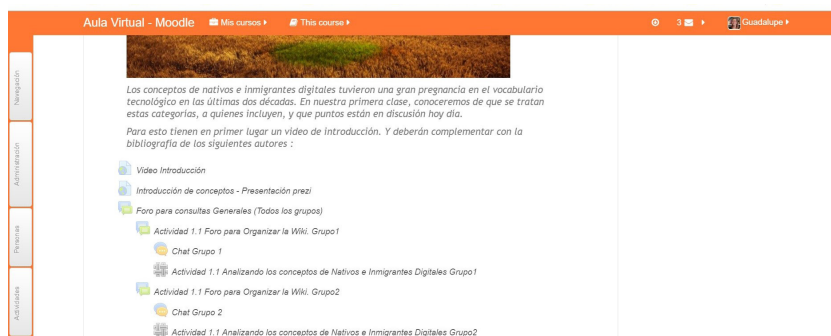 Aula Virtual - Moodle Mis cursos This course 3 Guadalupe
Navegación
Administración
Personas
Actividades
Los conceptos de nativos e inmigrantes digitales tuvieron una gran pregnancia en el vocabulario
tecnológico en las últimas dos décadas. En nuestra primera clase, conoceremos de que se tratan
estas categorías, a quienes incluyen, y que puntos están en discusión hoy día.
Para esto tienen en primer lugar un video de introducción. Y deberán complementar con la
bibliografía de los siguientes autores :
Video Introducción
Introducción de conceptos - Presentación prezi
Foro para consultas Generales (Todos los grupos)
Actividad 1.1 Foro para Organizar la Wiki. Grupo1
Chat Grupo 1
Actividad 1.1 Analizando los conceptos de Nativos e Inmigrantes Digitales Grupo1
Actividad 1.1 Foro para Organizar la Wiki. Grupo2
Chat Grupo 2
Actividad 1.1 Analizando los conceptos de Nativos e Inmigrantes Digitales Grupo2